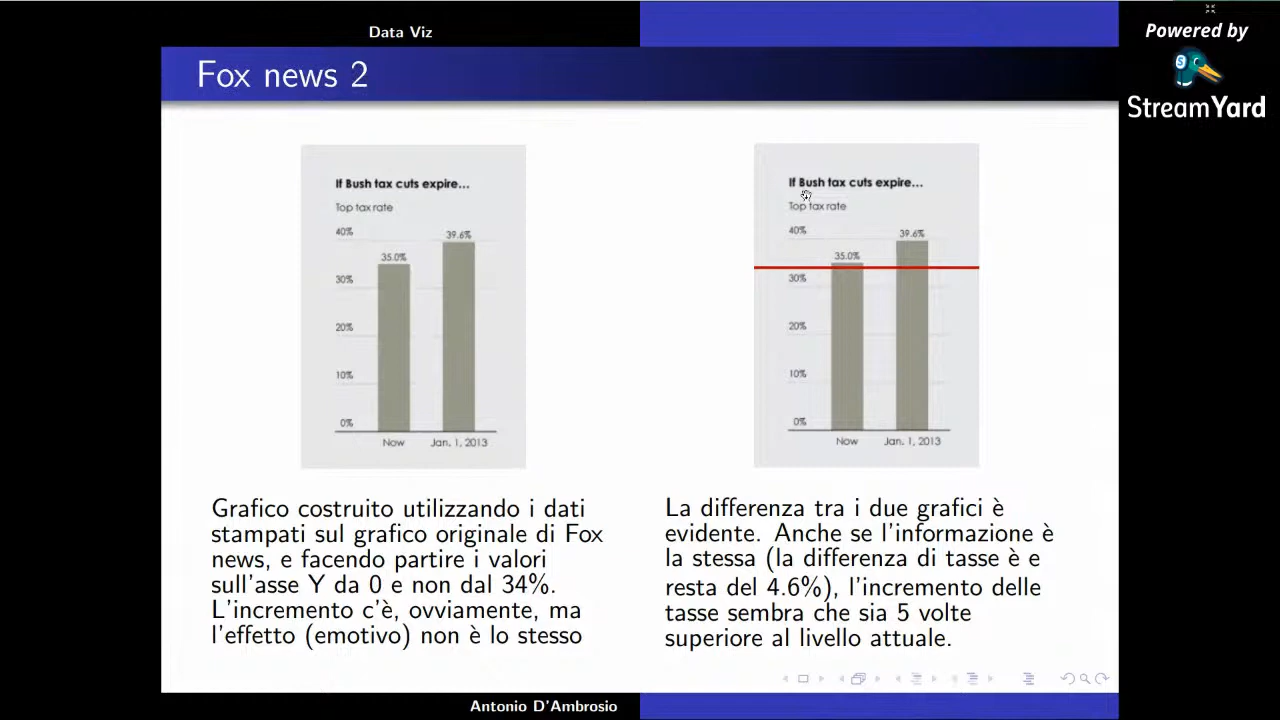 Data Viz
Powered by
StreamYard
Fox news 2
If Bush tax cuts expire...
Top tax rate
40%
39.6%
35.0%
30%
20%
10%
0%
Now
Jan. 1, 2013
If Bush tax cuts expire...
Top tax rate
40%
39.6%
35.0%
30%
20%
10%
0%
Now
Jan. 1, 2013
Grafico costruito utilizzando i dati
stampati sul grafico originale di Fox
news, e facendo partire i valori
sull'asse Y da 0 e non dal 34%.
L'incremento c'è, ovviamente, ma
l'effetto (emotivo) non è lo stesso
La differenza tra i due grafici è
evidente. Anche se l'informazione è
la stessa (la differenza di tasse è e
resta del 4.6%), l'incremento delle
tasse sembra che sia 5 volte
superiore al livello attuale.
Antonio D'Ambrosio